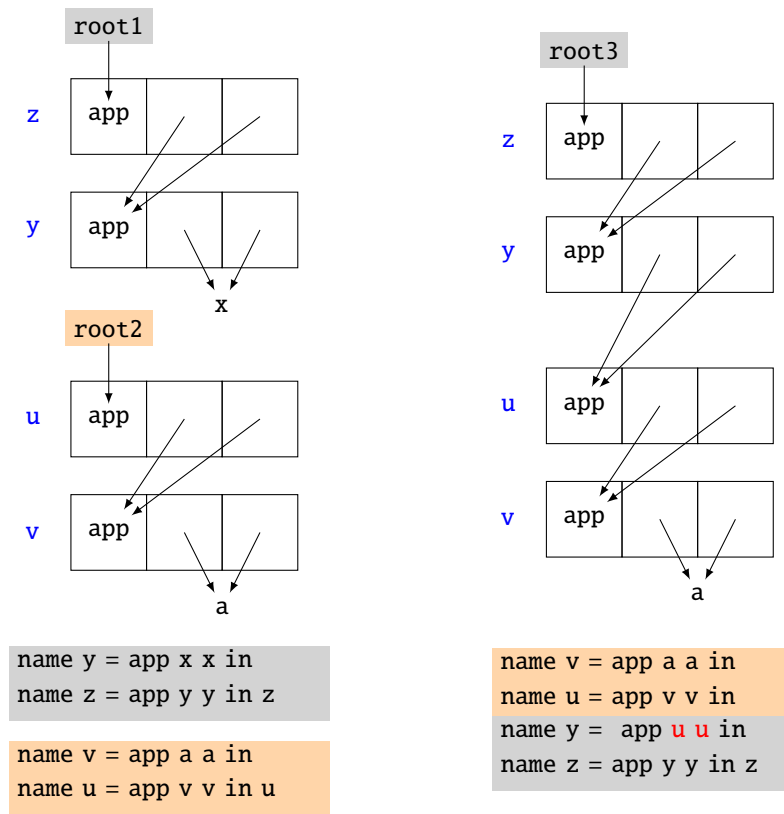 root1
z app
y app
x
root2
u app
v app
a
name y = app x x in
name z = app y y in z
name v = app a a in
name u = app v v in u
root3
z app
y app
u app
v app
a
name v = app a a in
name u = app v v in
name y = app u u in
name z = app y y in z